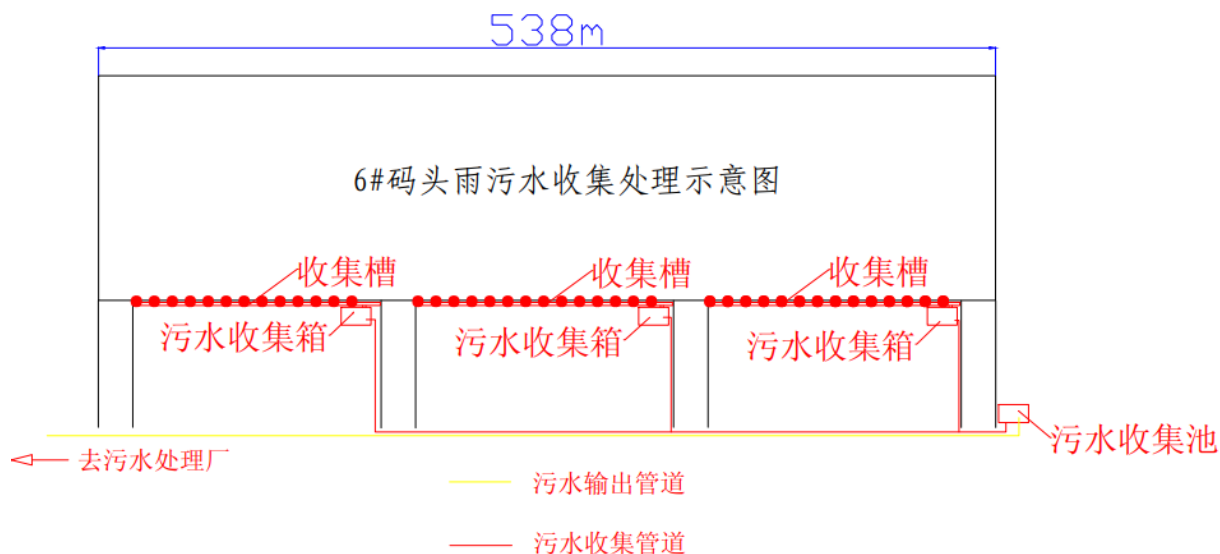 538m
6#码头雨污水收集处理示意图
收集槽
收集槽
收集槽
污水收集箱
污水收集箱
污水收集箱
污水收集池
去污水处理厂
污水输出管道
污水收集管道